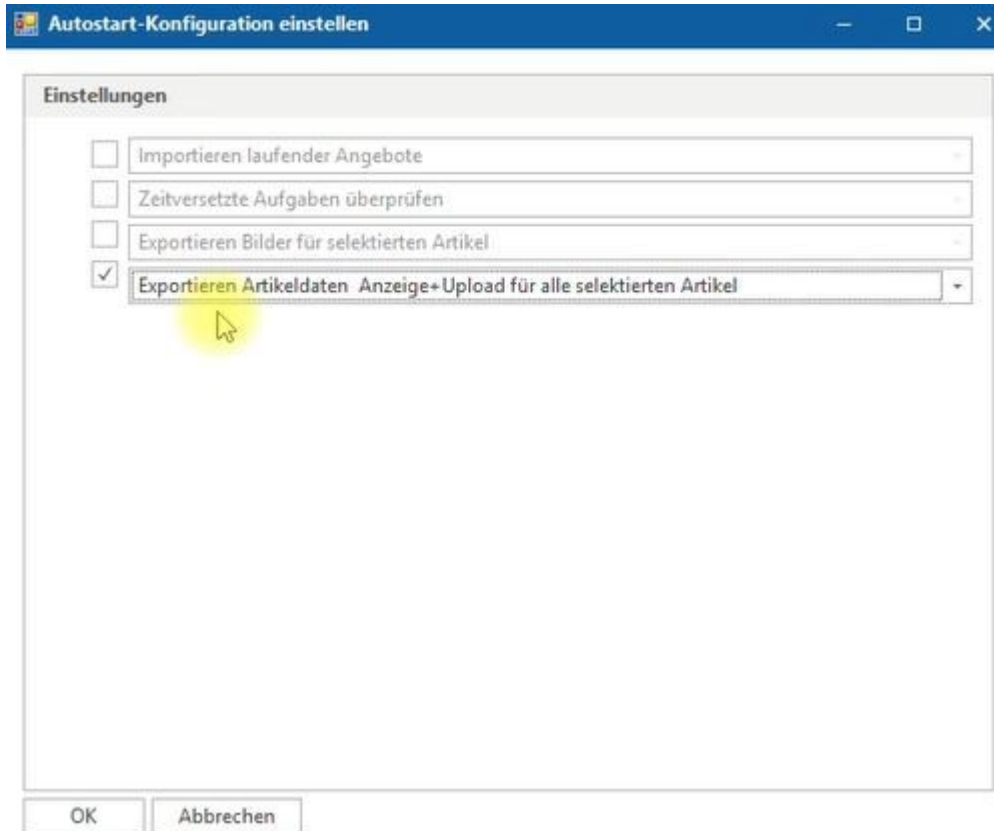 Autostart-Konfiguration einstellen
Einstellungen
Importieren laufender Angebote
Zeitversetzte Aufgaben überprüfen
Exportieren Bilder für selektierten Artikel
Exportieren Artikeldaten Anzeige+Upload für alle selektierten Artikel
OK Abbrechen